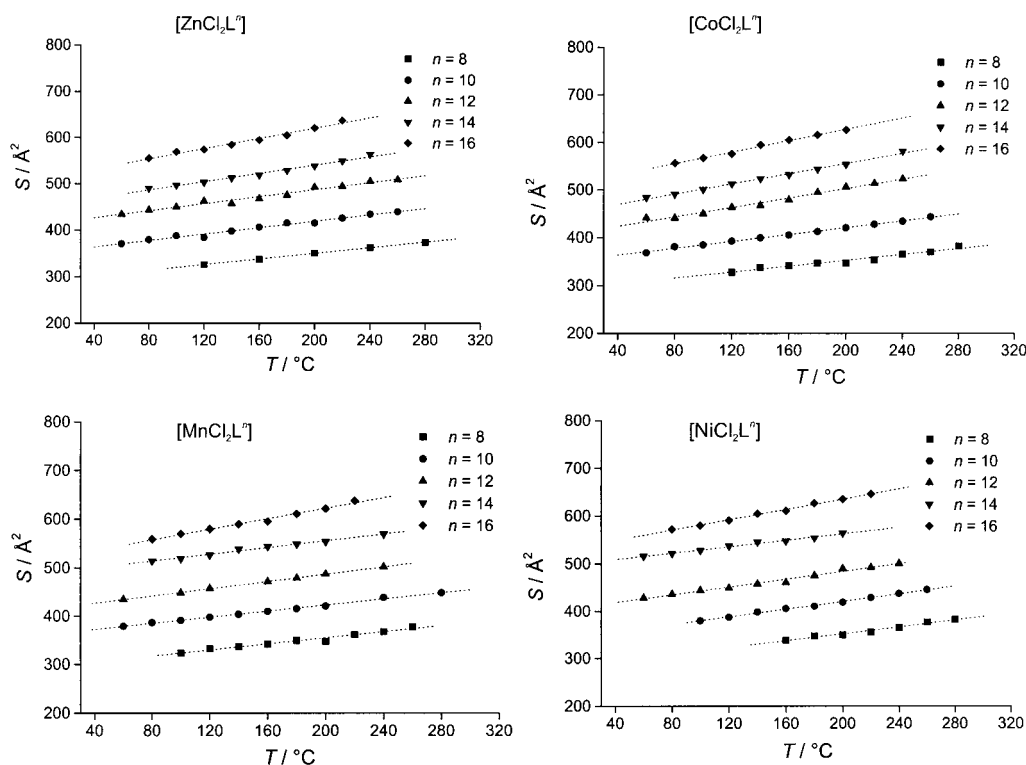 [ZnCl₂Lⁿ]
n = 8
n = 10
n = 12
n = 14
n = 16
800
700
600
500
400
300
200
S / Å²
40 80 120 160 200 240 280 320
T / °C
[CoCl₂Lⁿ]
n = 8
n = 10
n = 12
n = 14
n = 16
800
700
600
500
400
300
200
S / Å²
40 80 120 160 200 240 280 320
T / °C
[MnCl₂Lⁿ]
n = 8
n = 10
n = 12
n = 14
n = 16
800
700
600
500
400
300
200
S / Å²
40 80 120 160 200 240 280 320
T / °C
[NiCl₂Lⁿ]
n = 8
n = 10
n = 12
n = 14
n = 16
800
700
600
500
400
300
200
S / Å²
40 80 120 160 200 240 280 320
T / °C